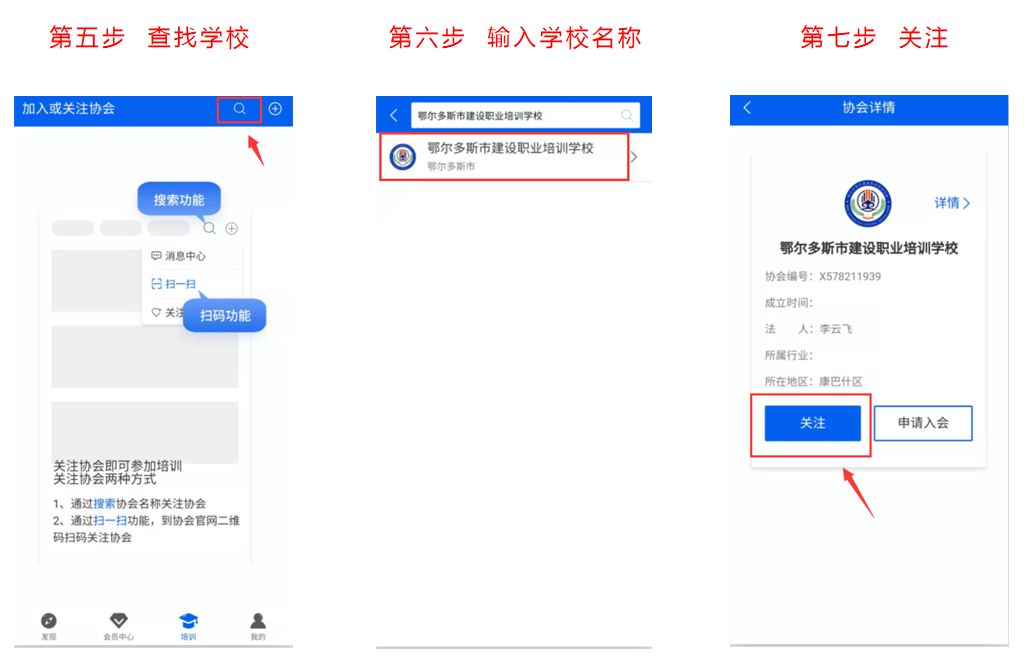 第五步 查找学校
第六步 输入学校名称
第七步 关注
加入或关注协会
搜索功能
消息中心
扫一扫
关注
扫码功能
关注协会即可参加培训
关注协会两种方式
1、通过搜索协会名称关注协会
2、通过扫一扫功能，到协会官网二维
码扫码关注协会
发现
会员中心
培训
我的
鄂尔多斯市建设职业培训学校
鄂尔多斯市建设职业培训学校
鄂尔多斯市
协会详情
详情
鄂尔多斯市建设职业培训学校
协会编号：X578211939
成立时间：
法 人：李云飞
所属行业：
所在地区：康巴什区
关注
申请入会